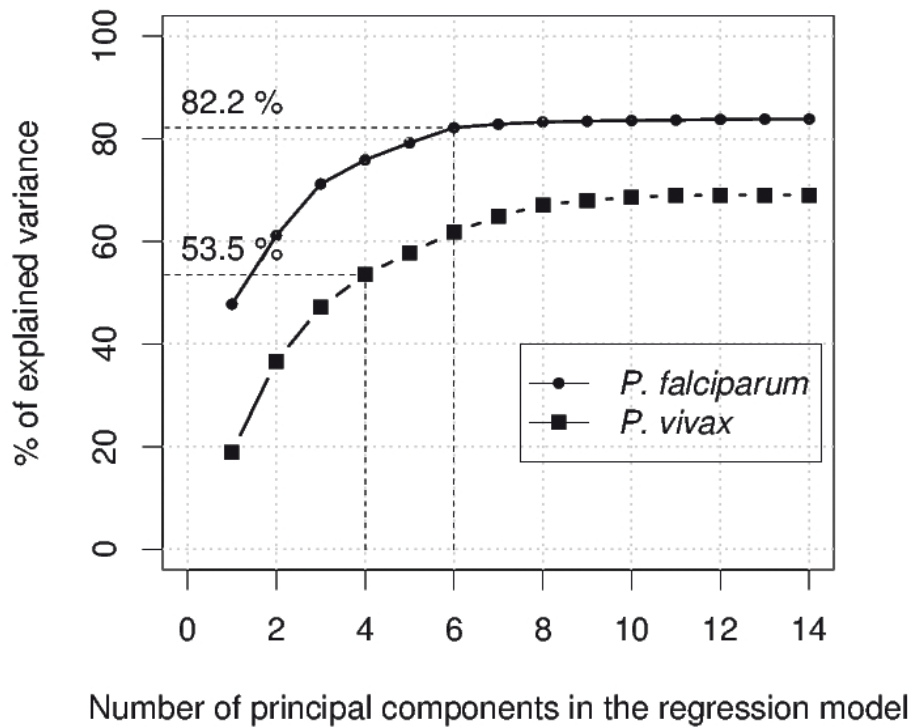 % of explained variance
100
80
60
40
20
0
82.2 %
53.5 %
P. falciparum
P. vivax
0 2 4 6 8 10 12 14
Number of principal components in the regression model